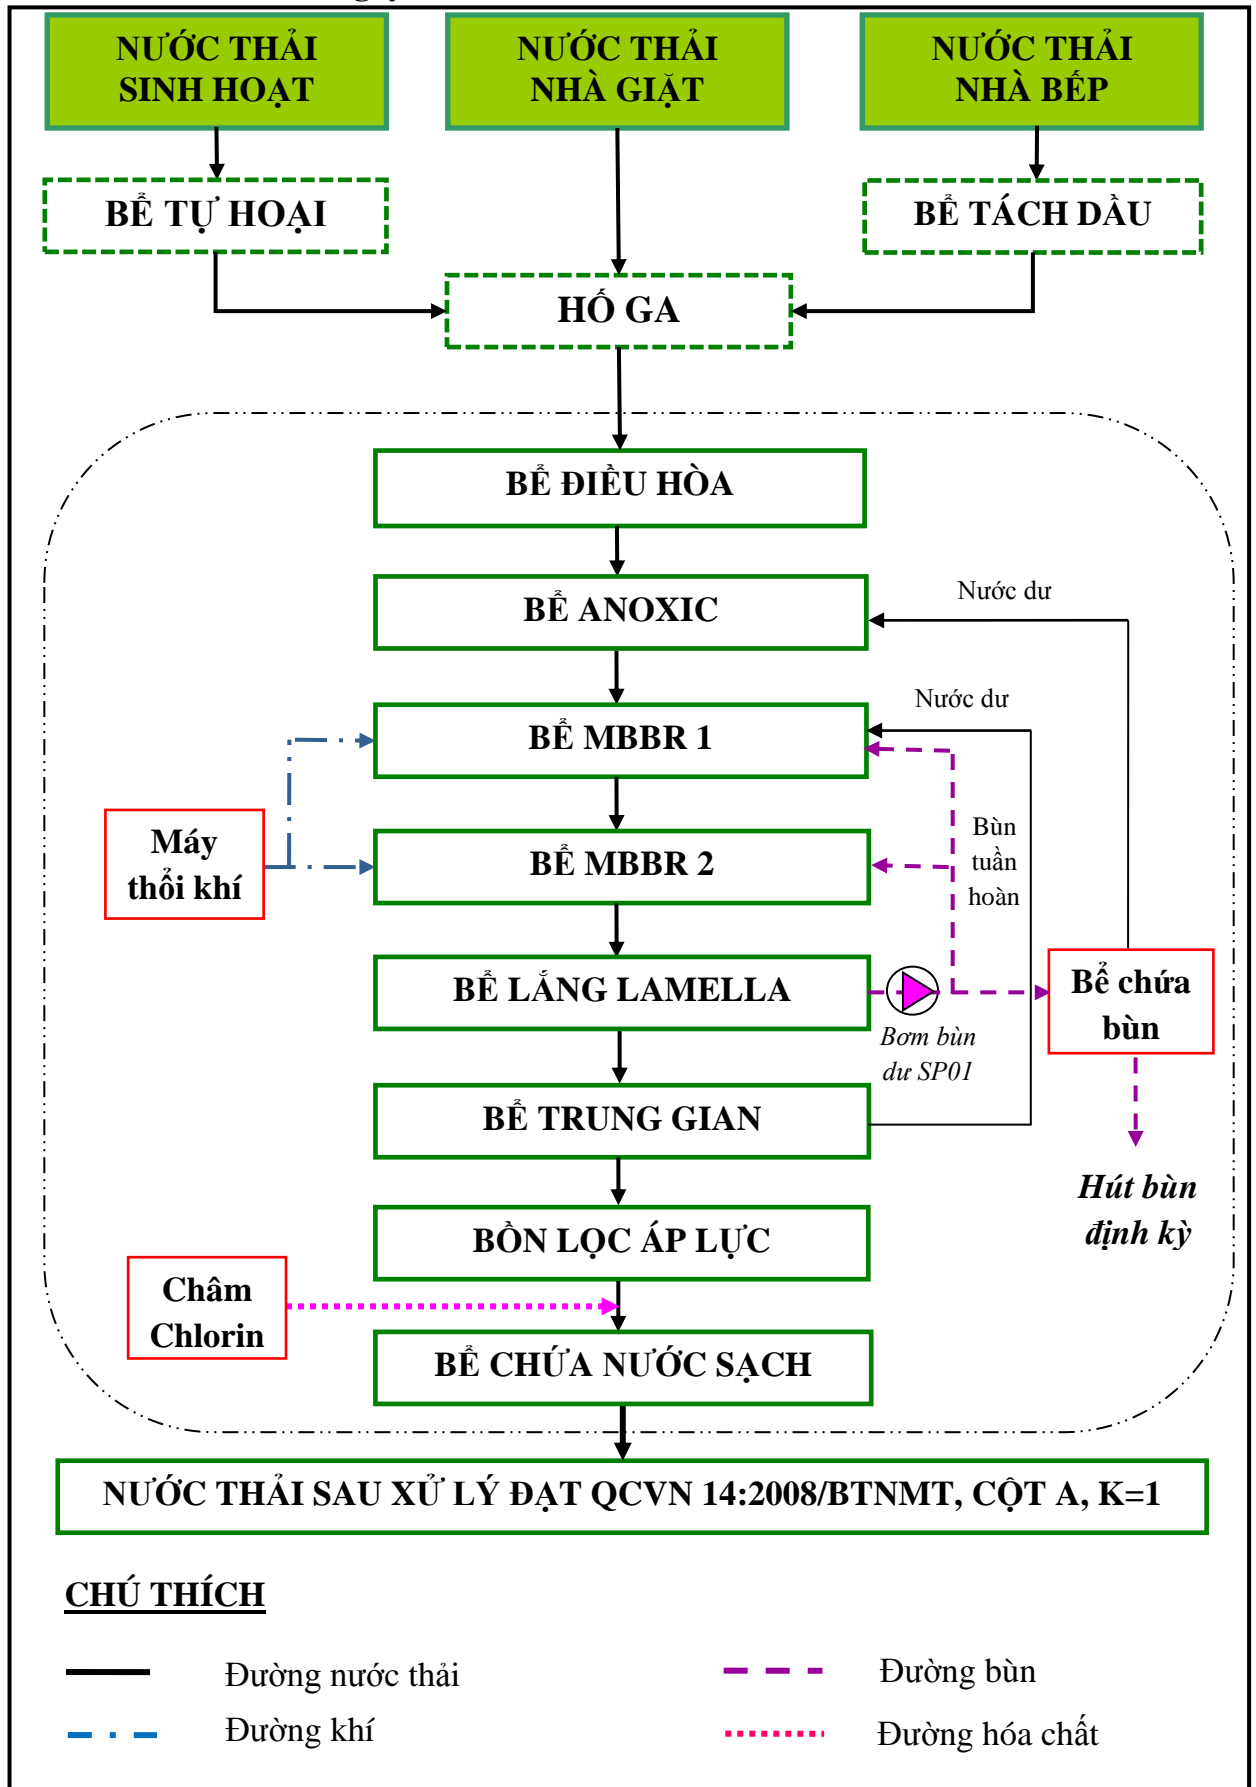 NƯỚC THẢI
SINH HOẠT
NƯỚC THẢI
NHÀ GIẶT
NƯỚC THẢI
NHÀ BẾP
BỂ TỰ HOẠI
BỂ TÁCH DẦU
HỐ GA
BỂ ĐIỀU HÒA
BỂ ANOXIC
Nước dư
Nước dư
BỂ MBBR 1
Máy
thổi khí
BỂ MBBR 2
Bùn
tuần
hoàn
BỂ LẮNG LAMELLA
Bơm bùn
dư SP01
Bể chứa
bùn
BỂ TRUNG GIAN
Hút bùn
định kỳ
BỒN LỌC ÁP LỰC
Châm
Chlorin
BỂ CHỨA NƯỚC SẠCH
NƯỚC THẢI SAU XỬ LÝ ĐẠT QCVN 14:2008/BTNMT, CỘT A, K=1
CHÚ THÍCH
Đường nước thải
Đường bùn
Đường khí
Đường hóa chất